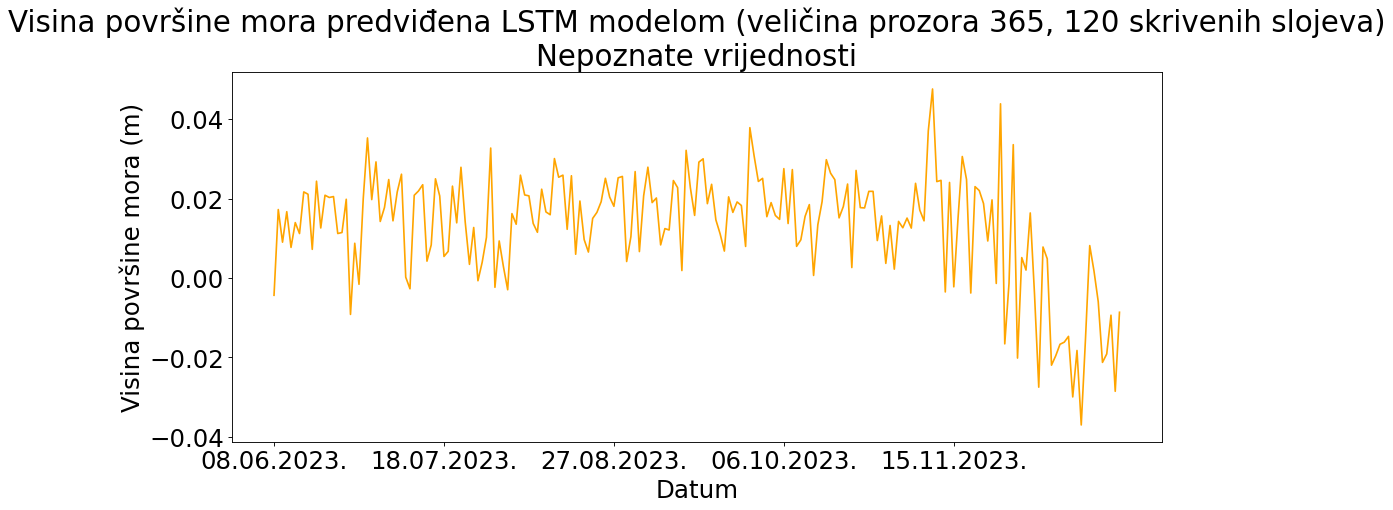 Visina površine mora predviđena LSTM modelom (veličina prozora 365, 120 skrivenih slojeva)
Nepoznate vrijednosti
Visina površine mora (m)
0.04
0.02
0.00
−0.02
−0.04
08.06.2023. 18.07.2023. 27.08.2023. 06.10.2023. 15.11.2023.
Datum